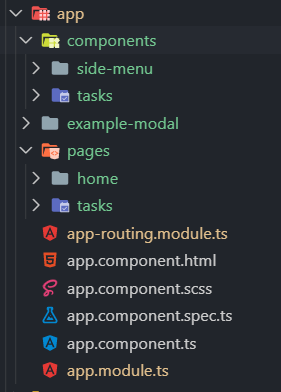 app
components
side-menu
tasks
example-modal
pages
home
tasks
app-routing.module.ts
app.component.html
app.component.scss
app.component.spec.ts
app.component.ts
app.module.ts